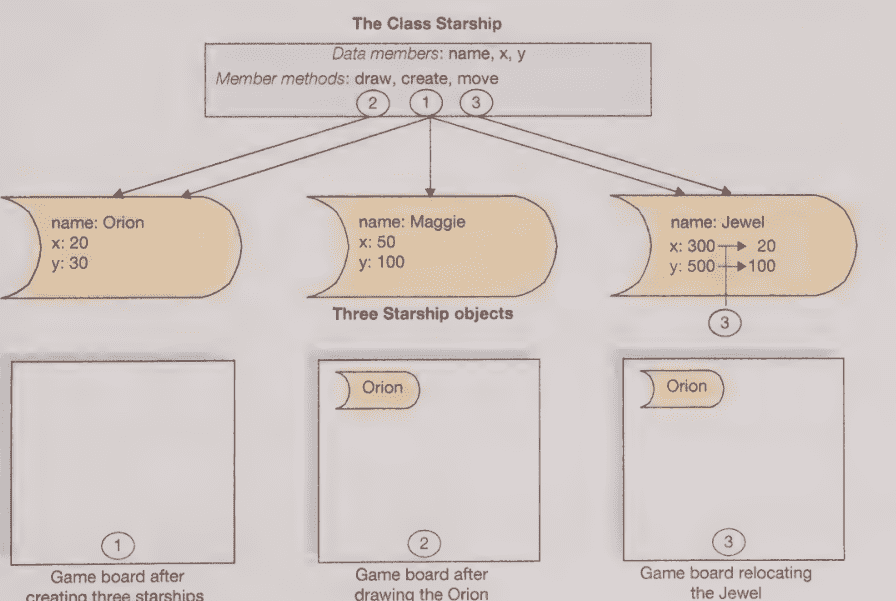 The Class Starship
Data members: name, x, y
Member methods: draw, create, move
2 1 3
name: Orion
x: 20
y: 30
name: Maggie
x: 50
y: 100
name: Jewel
x: 300 20
y: 500 100
3
Three Starship objects
Orion
Orion
1
2
3
Game board after
creating three starships
Game board after
drawing the Orion
Game board relocating
the Jewel